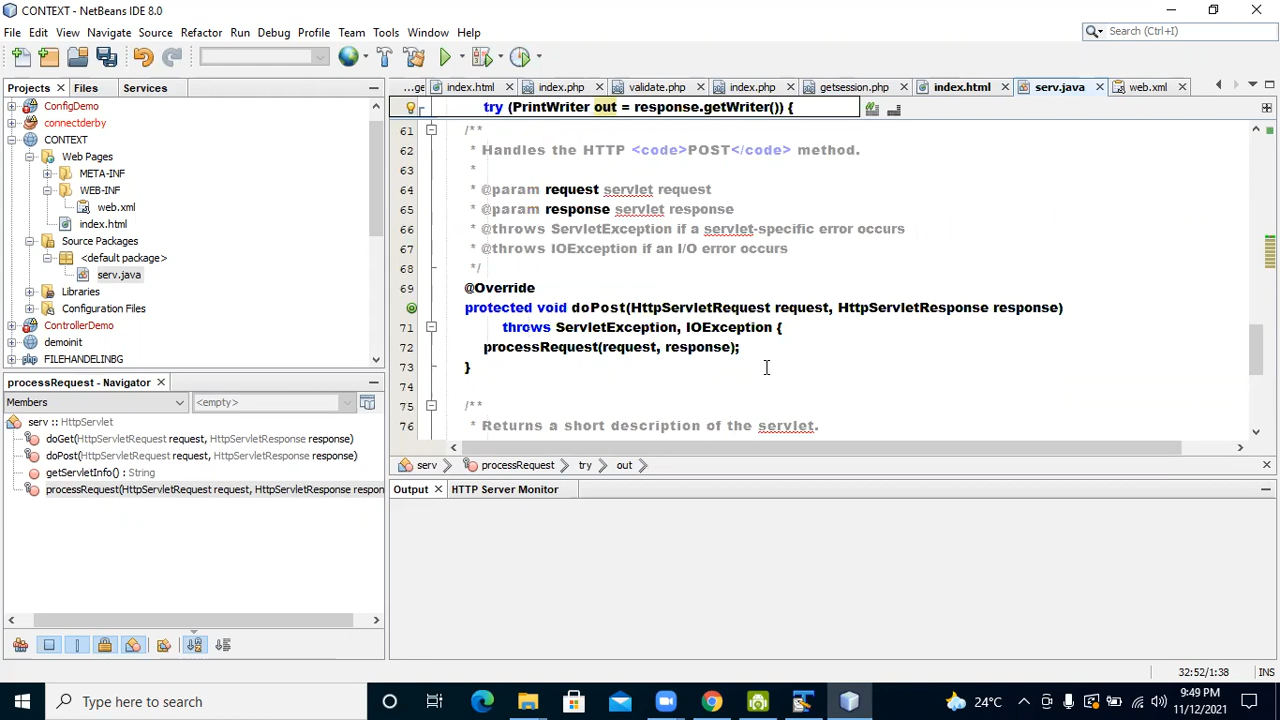 CONTEXT - NetBeans IDE 8.0
File Edit View Navigate Source Refactor Run Debug Profile Team Tools Window Help
Search (Ctrl+I)
Projects Files Services
...ge index.html index.php validate.php index.php getsession.php index.html serv.java web.xml
ConfigDemo
connectderby
CONTEXT
Web Pages
META-INF
WEB-INF
web.xml
index.html
Source Packages
<default package>
serv.java
Libraries
Configuration Files
ControllerDemo
demoinit
FILEHANDELINBG
try (PrintWriter out = response.getWriter()) {
61 /**
62 * Handles the HTTP <code>POST</code> method.
63 *
64 * @param request servlet request
65 * @param response servlet response
66 * @throws ServletException if a servlet-specific error occurs
67 * @throws IOException if an I/O error occurs
68 */
69 @Override
protected void doPost(HttpServletRequest request, HttpServletResponse response)
71 throws ServletException, IOException {
72 processRequest(request, response);
73 }
74
75 /**
76 * Returns a short description of the servlet.
serv processRequest try out
processRequest - Navigator
Members <empty>
serv :: HttpServlet
doGet(HttpServletRequest request, HttpServletResponse response)
doPost(HttpServletRequest request, HttpServletResponse response)
getServletInfo() : String
processRequest(HttpServletRequest request, HttpServletResponse respon
Output HTTP Server Monitor
32:52/1:38 INS
Type here to search
24°C
9:49 PM
11/12/2021